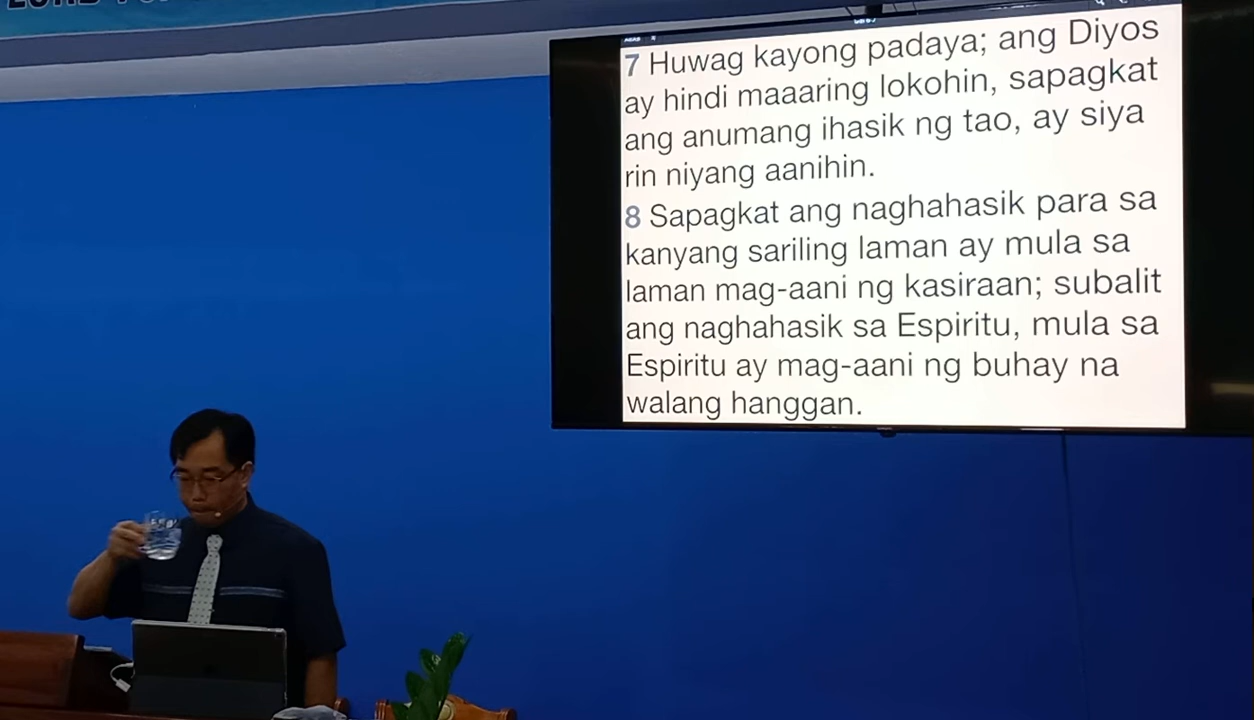 7 Huwag kayong padaya; ang Diyos
ay hindi maaaring lokohin, sapagkat
ang anumang ihasik ng tao, ay siya
rin niyang aanihin.
8 Sapagkat ang naghahasik para sa
kanyang sariling laman ay mula sa
laman mag-aani ng kasiraan; subalit
ang naghahasik sa Espiritu, mula sa
Espiritu ay mag-aani ng buhay na
walang hanggan.